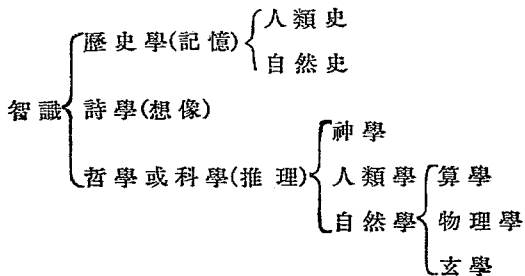 智識
歷史學(記憶)
人類史
自然史
詩學(想像)
哲學或科學(推理)
神學
人類學
自然學
算學
物理學
玄學